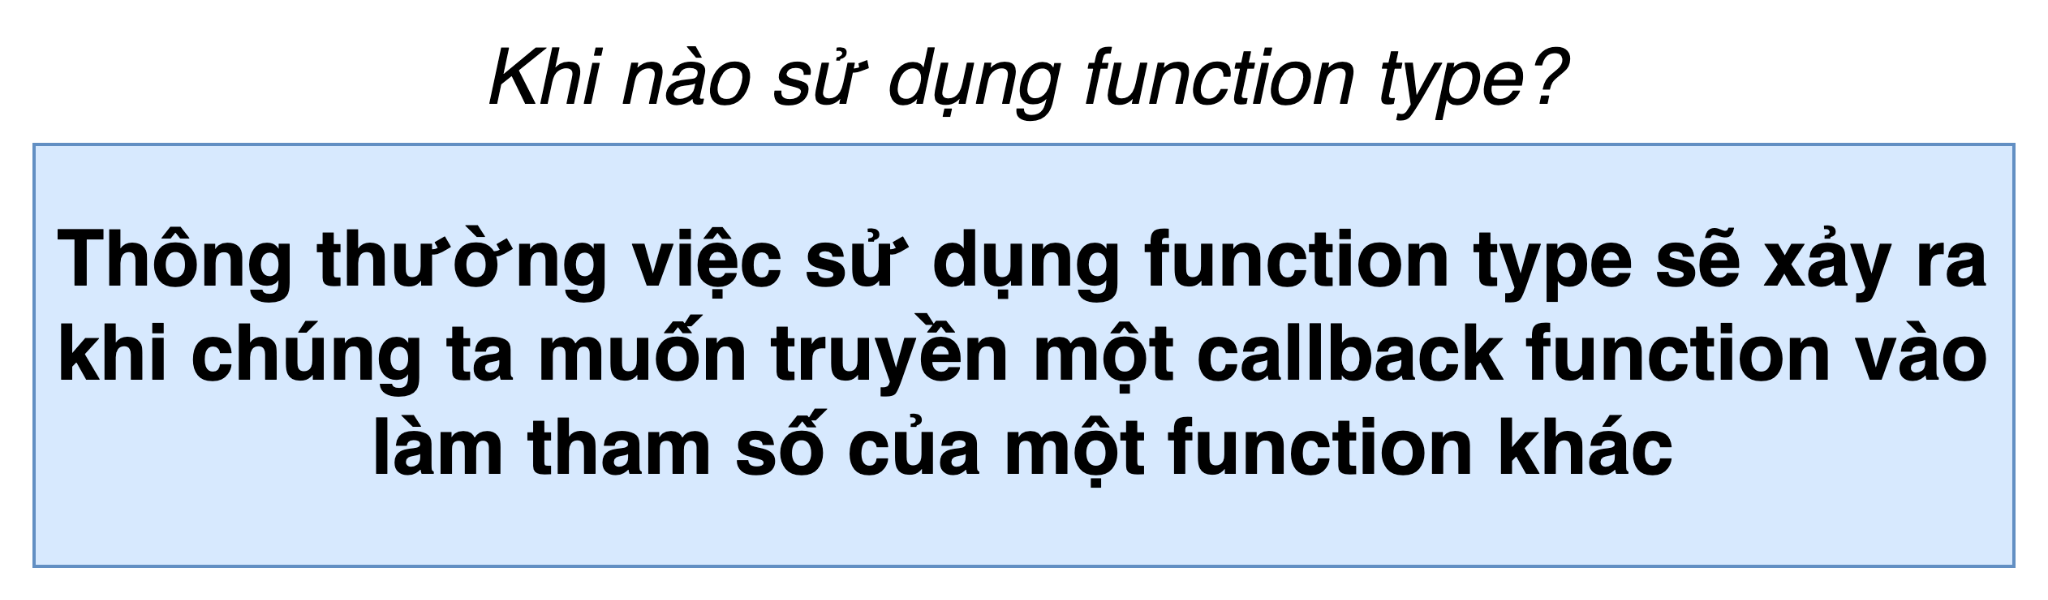 Khi nào sử dụng function type?
Thông thường việc sử dụng function type sẽ xảy ra
khi chúng ta muốn truyền một callback function vào
làm tham số của một function khác